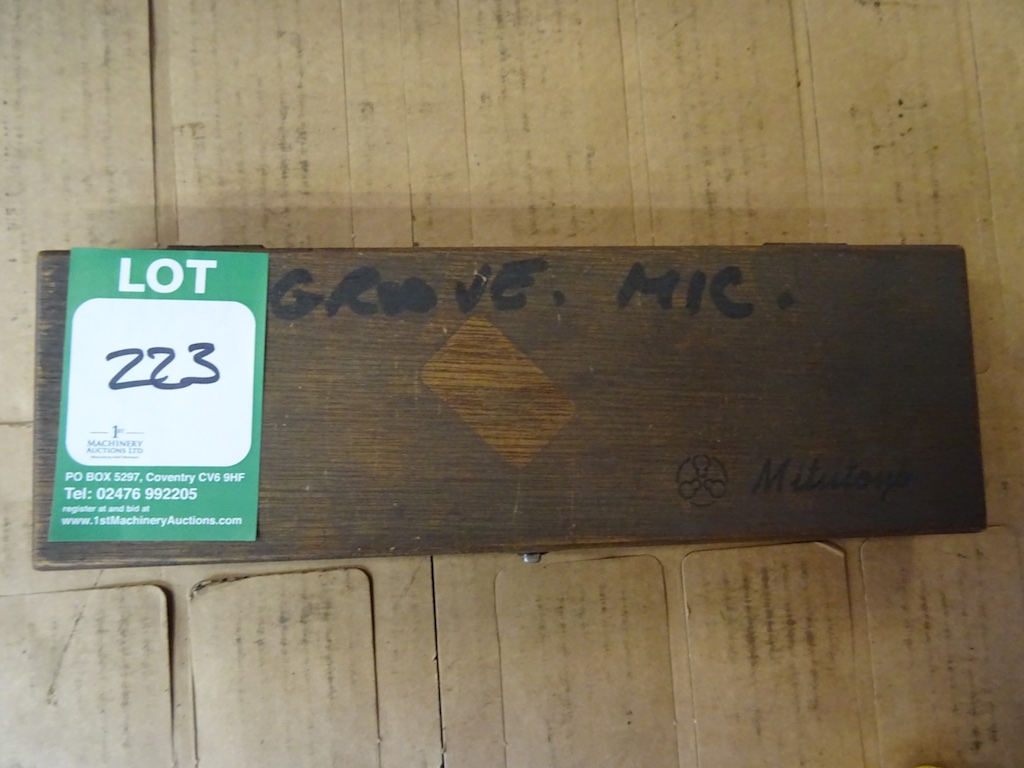 LOT
223
1ST
MACHINERY
AUCTIONS LTD
PO BOX 5297, Coventry CV6 9HF
Tel: 02476 992205
register at and bid at
www.1stMachineryAuctions.com
GROOVE. MIC.
Mitutoyo